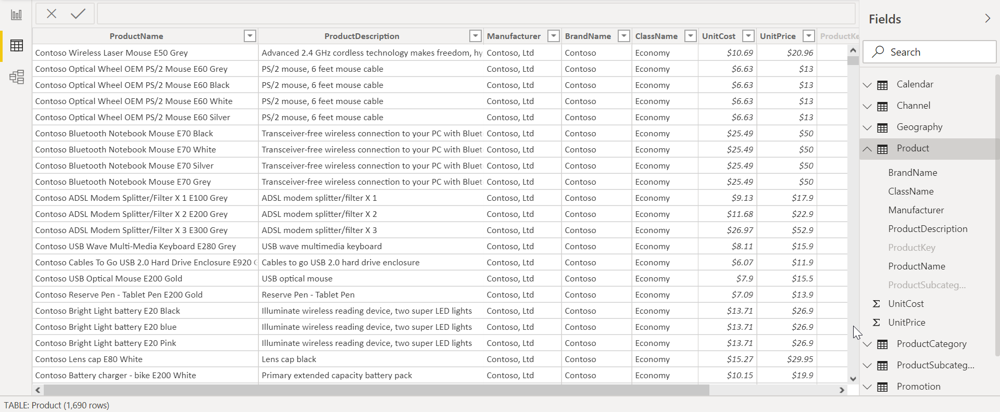 Fields
Search
ProductName ProductDescription Manufacturer BrandName ClassName UnitCost UnitPrice ProductKe
Contoso Wireless Laser Mouse E50 Grey Advanced 2.4 GHz cordless technology makes freedom, hy Contoso, Ltd Contoso Economy $10.69 $20.96
Contoso Optical Wheel OEM PS/2 Mouse E60 Grey PS/2 mouse, 6 feet mouse cable Contoso, Ltd Contoso Economy $6.63 $13
Contoso Optical Wheel OEM PS/2 Mouse E60 Black PS/2 mouse, 6 feet mouse cable Contoso, Ltd Contoso Economy $6.63 $13
Contoso Optical Wheel OEM PS/2 Mouse E60 White PS/2 mouse, 6 feet mouse cable Contoso, Ltd Contoso Economy $6.63 $13
Contoso Optical Wheel OEM PS/2 Mouse E60 Silver PS/2 mouse, 6 feet mouse cable Contoso, Ltd Contoso Economy $6.63 $13
Contoso Bluetooth Notebook Mouse E70 Black Transceiver-free wireless connection to your PC with Bluet Contoso, Ltd Contoso Economy $25.49 $50
Contoso Bluetooth Notebook Mouse E70 White Transceiver-free wireless connection to your PC with Bluet Contoso, Ltd Contoso Economy $25.49 $50
Contoso Bluetooth Notebook Mouse E70 Silver Transceiver-free wireless connection to your PC with Bluet Contoso, Ltd Contoso Economy $25.49 $50
Contoso Bluetooth Notebook Mouse E70 Grey Transceiver-free wireless connection to your PC with Bluet Contoso, Ltd Contoso Economy $25.49 $50
Contoso ADSL Modem Splitter/Filter X 1 E100 Grey ADSL modem splitter/filter X 1 Contoso, Ltd Contoso Economy $9.13 $17.9
Contoso ADSL Modem Splitter/Filter X 2 E200 Grey ADSL modem splitter/filter X 2 Contoso, Ltd Contoso Economy $11.68 $22.9
Contoso ADSL Modem Splitter/Filter X 3 E300 Grey ADSL modem splitter/filter X 3 Contoso, Ltd Contoso Economy $26.97 $52.9
Contoso USB Wave Multi-Media Keyboard E280 Grey USB wave multimedia keyboard Contoso, Ltd Contoso Economy $8.11 $15.9
Contoso Cables To Go USB 2.0 Hard Drive Enclosure E920 G Cables to go USB 2.0 hard drive enclosure Contoso, Ltd Contoso Economy $6.07 $11.9
Contoso USB Optical Mouse E200 Gold USB optical mouse Contoso, Ltd Contoso Economy $7.9 $15.5
Contoso Reserve Pen - Tablet Pen E200 Gold Reserve Pen - Tablet Pen Contoso, Ltd Contoso Economy $7.09 $13.9
Contoso Bright Light battery E20 Black Illuminate wireless reading device, two super LED lights Contoso, Ltd Contoso Economy $13.71 $26.9
Contoso Bright Light battery E20 blue Illuminate wireless reading device, two super LED lights Contoso, Ltd Contoso Economy $13.71 $26.9
Contoso Bright Light battery E20 Pink Illuminate wireless reading device, two super LED lights Contoso, Ltd Contoso Economy $13.71 $26.9
Contoso Lens cap E80 White Lens cap black Contoso, Ltd Contoso Economy $15.27 $29.95
Contoso Battery charger - bike E200 White Primary extended capacity battery pack Contoso, Ltd Contoso Economy $10.15 $19.9
Calendar
Channel
Geography
Product
BrandName
ClassName
Manufacturer
ProductDescription
ProductKey
ProductName
ProductSubcateg...
Σ UnitCost
Σ UnitPrice
ProductCategory
ProductSubcateg...
Promotion
TABLE: Product (1,690 rows)